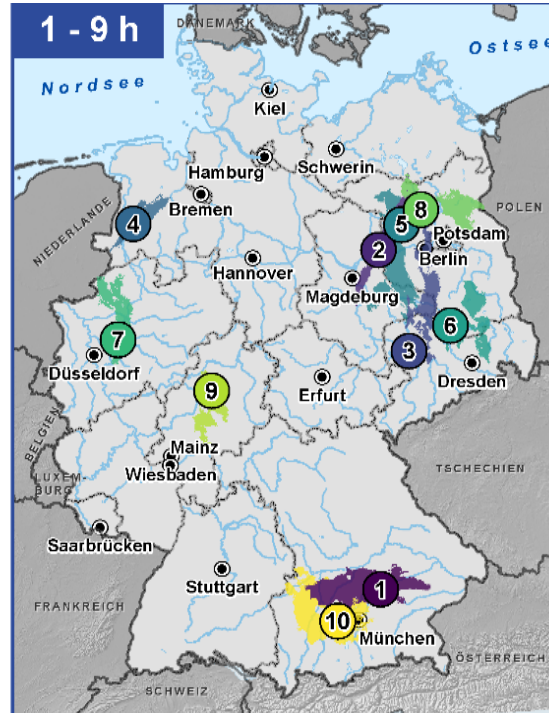 1 - 9 h
DÄNEMARK
Ostsee
Nordsee
Kiel
Hamburg
Schwerin
4
Bremen
8
5
POLEN
NIEDERLANDE
Potsdam
2
Berlin
Hannover
Magdeburg
7
6
3
Düsseldorf
Dresden
9
Erfurt
BELGIEN
Mainz
Wiesbaden
LUXEM-
BURG
TSCHECHIEN
Saarbrücken
Stuttgart
1
FRANKREICH
10
München
ÖSTERREICH
SCHWEIZ